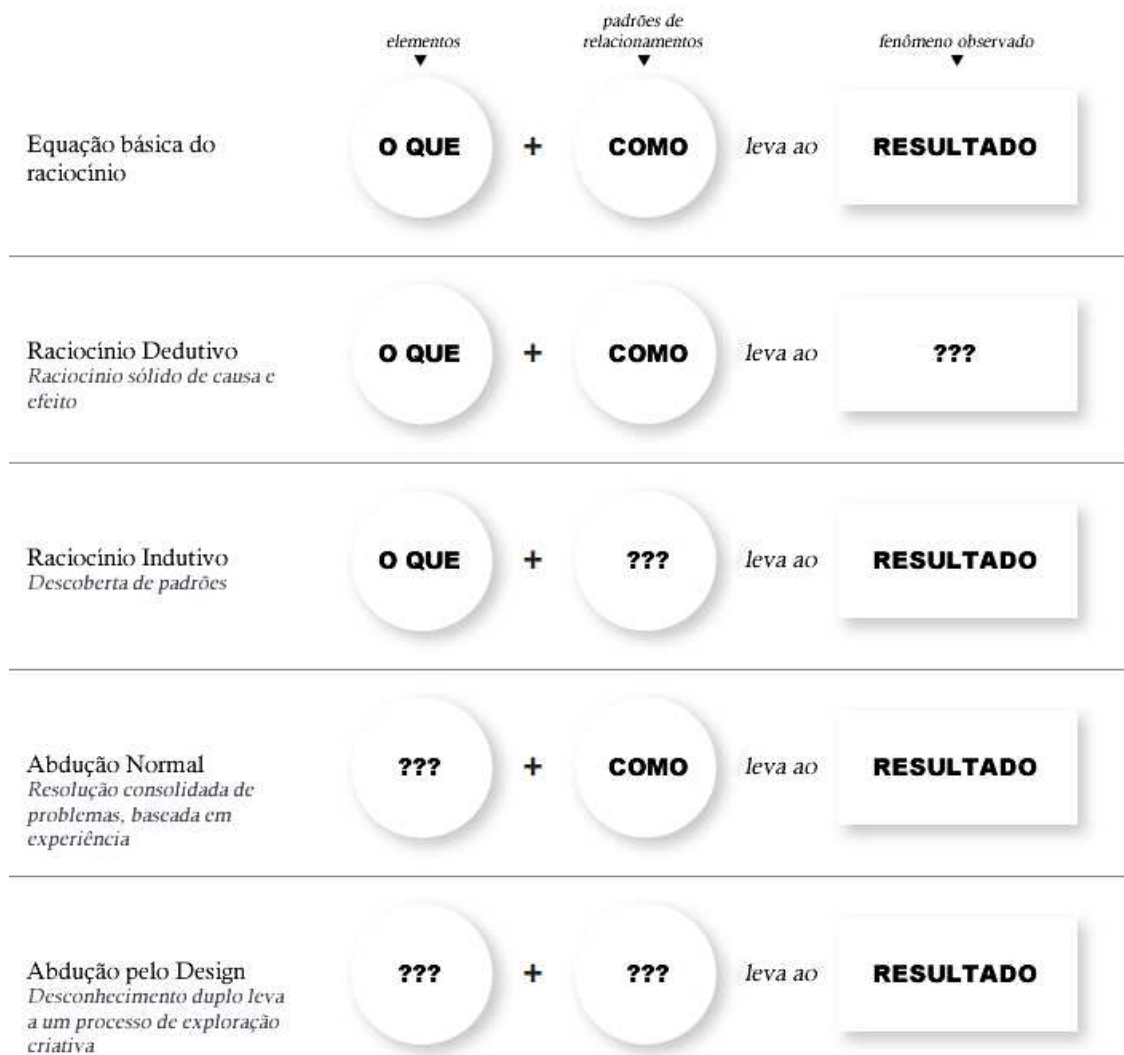 elementos
padrões de
relacionamentos
fenômeno observado
Equação básica do
raciocínio
O QUE + COMO leva ao RESULTADO
Raciocínio Dedutivo
Raciocínio sólido de causa e
efeito
O QUE + COMO leva ao ???
Raciocínio Indutivo
Descoberta de padrões
O QUE + ??? leva ao RESULTADO
Abdução Normal
Resolução consolidada de
problemas, baseada em
experiência
??? + COMO leva ao RESULTADO
Abdução pelo Design
Desconhecimento duplo leva
a um processo de exploração
criativa
??? + ??? leva ao RESULTADO